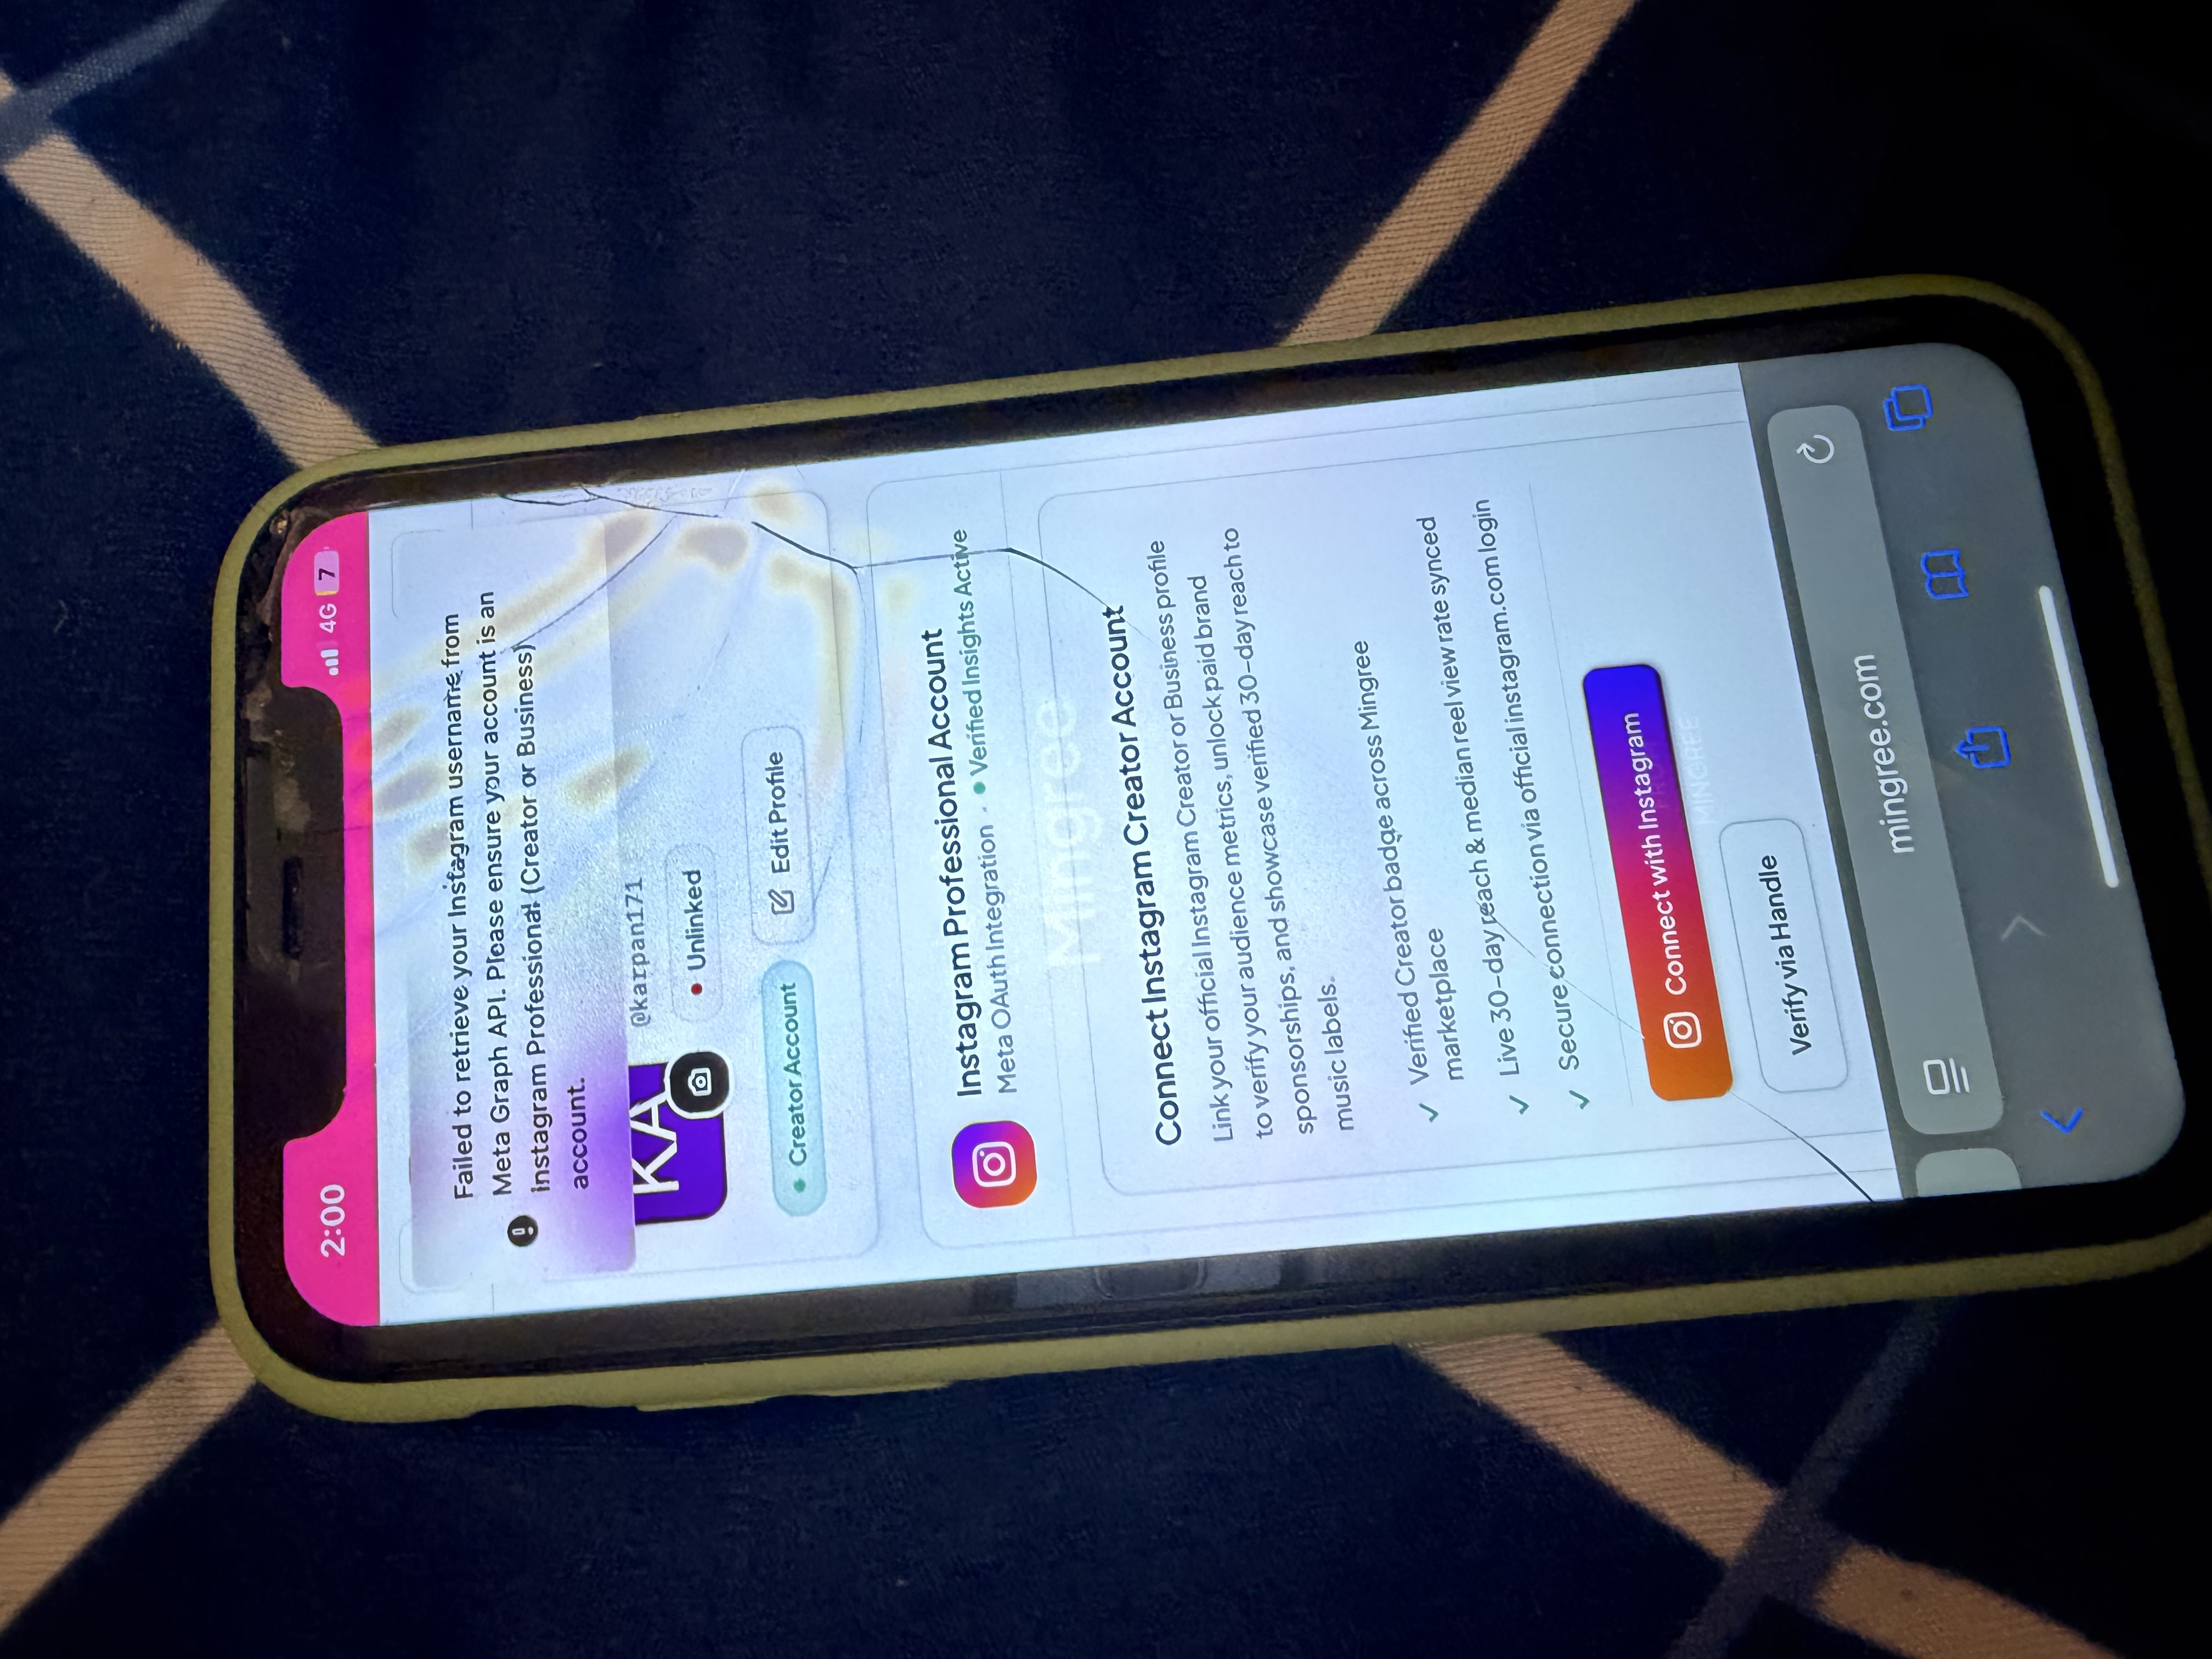 2:00
4G 7
Failed to retrieve your Instagram username from
Meta Graph API. Please ensure your account is an
Instagram Professional (Creator or Business)
account.
KA
@karpan171
Unlinked
Creator Account
Edit Profile
Instagram Professional Account
Meta OAuth Integration · Verified Insights Active
Mingree
Connect Instagram Creator Account
Link your official Instagram Creator or Business profile
to verify your audience metrics, unlock paid brand
sponsorships, and showcase verified 30-day reach to
music labels.
Verified Creator badge across Mingree
marketplace
Live 30-day reach & median reel view rate synced
Secure connection via official instagram.com login
Connect with Instagram
FROM
MINGREE
Verify via Handle
mingree.com